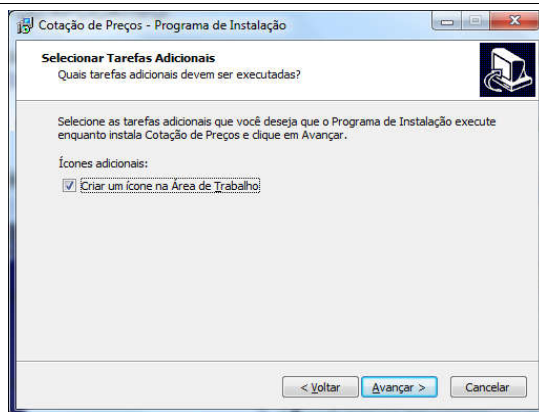 Cotação de Preços - Programa de Instalação
Selecionar Tarefas Adicionais
Quais tarefas adicionais devem ser executadas?
Selecione as tarefas adicionais que você deseja que o Programa de Instalação execute
enquanto instala Cotação de Preços e clique em Avançar.
Ícones adicionais:
Criar um ícone na Área de Trabalho
< Voltar Avançar > Cancelar